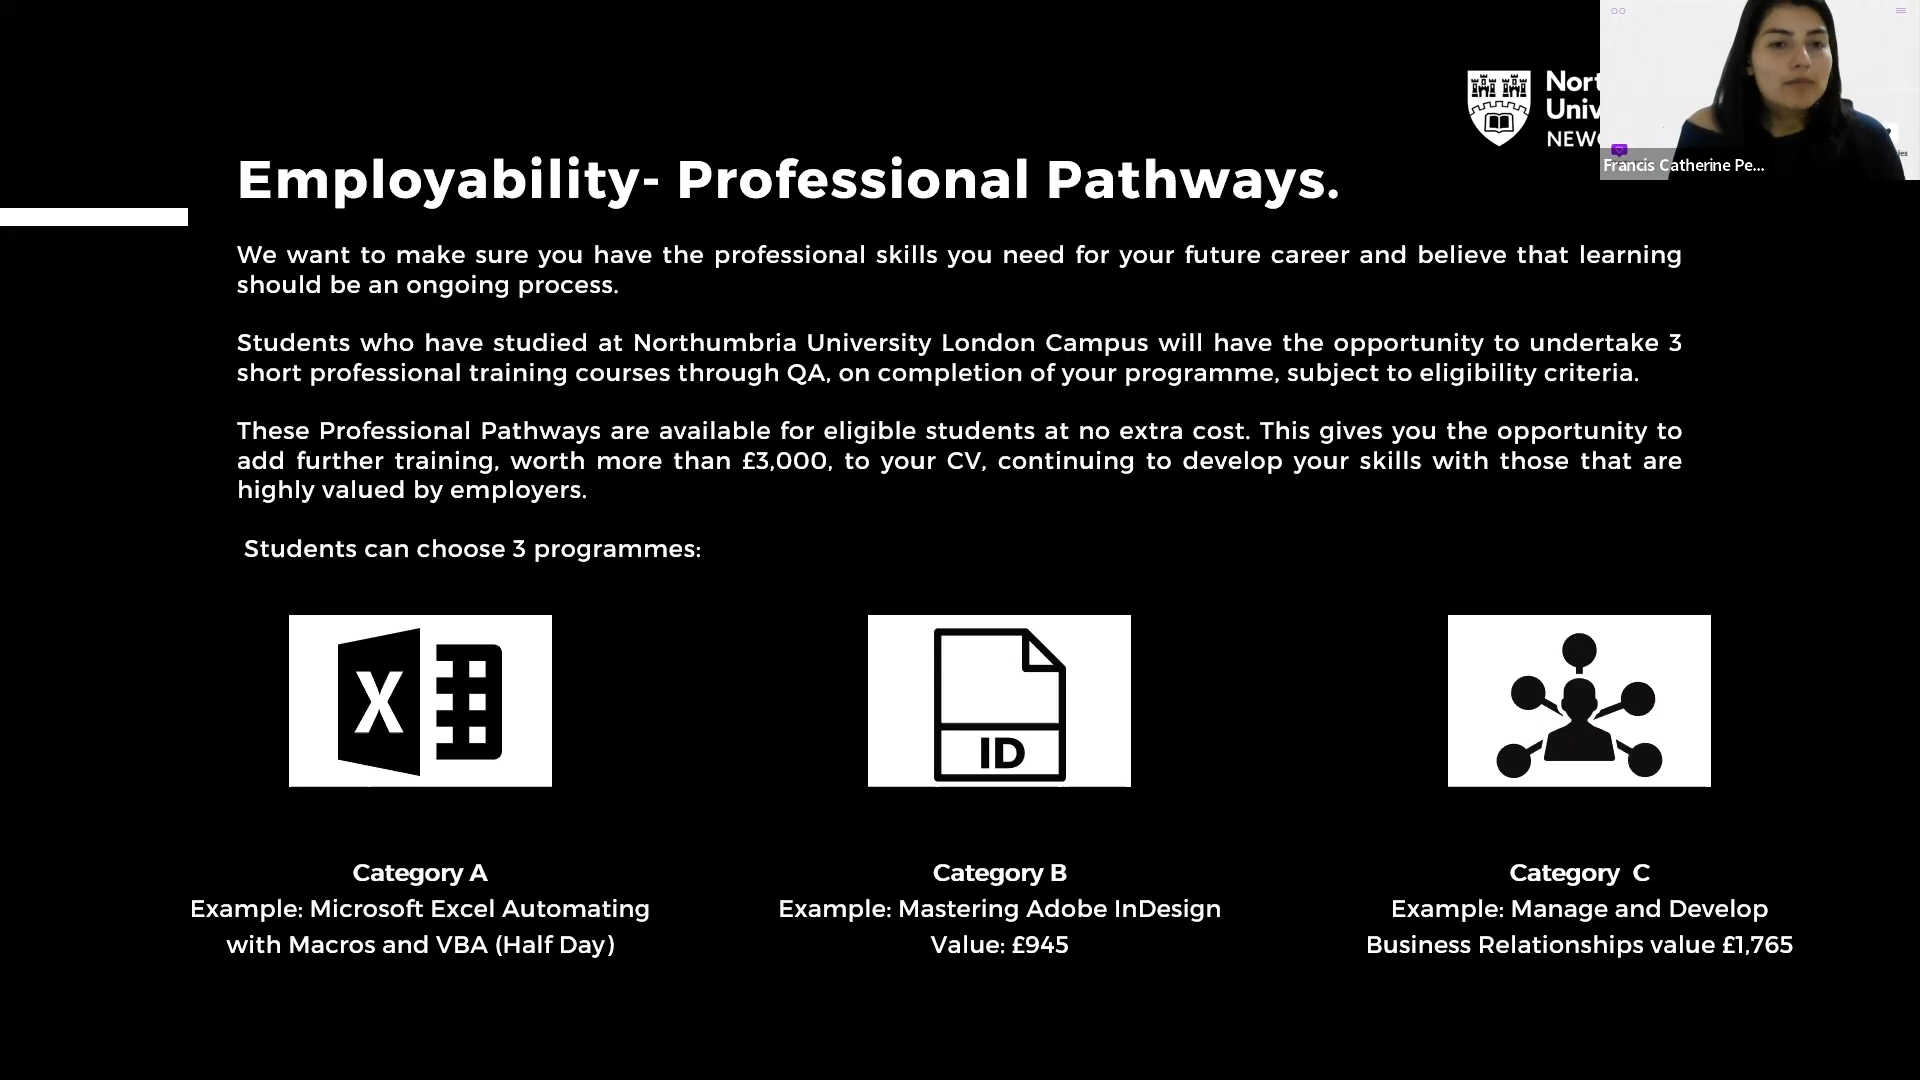 Nort
Univ
NEWC
Francis Catherine Pe...
Employability- Professional Pathways.
We want to make sure you have the professional skills you need for your future career and believe that learning
should be an ongoing process.
Students who have studied at Northumbria University London Campus will have the opportunity to undertake 3
short professional training courses through QA, on completion of your programme, subject to eligibility criteria.
These Professional Pathways are available for eligible students at no extra cost. This gives you the opportunity to
add further training, worth more than £3,000, to your CV, continuing to develop your skills with those that are
highly valued by employers.
Students can choose 3 programmes:
X
ID
Category A
Example: Microsoft Excel Automating
with Macros and VBA (Half Day)
Category B
Example: Mastering Adobe InDesign
Value: £945
Category C
Example: Manage and Develop
Business Relationships value £1,765